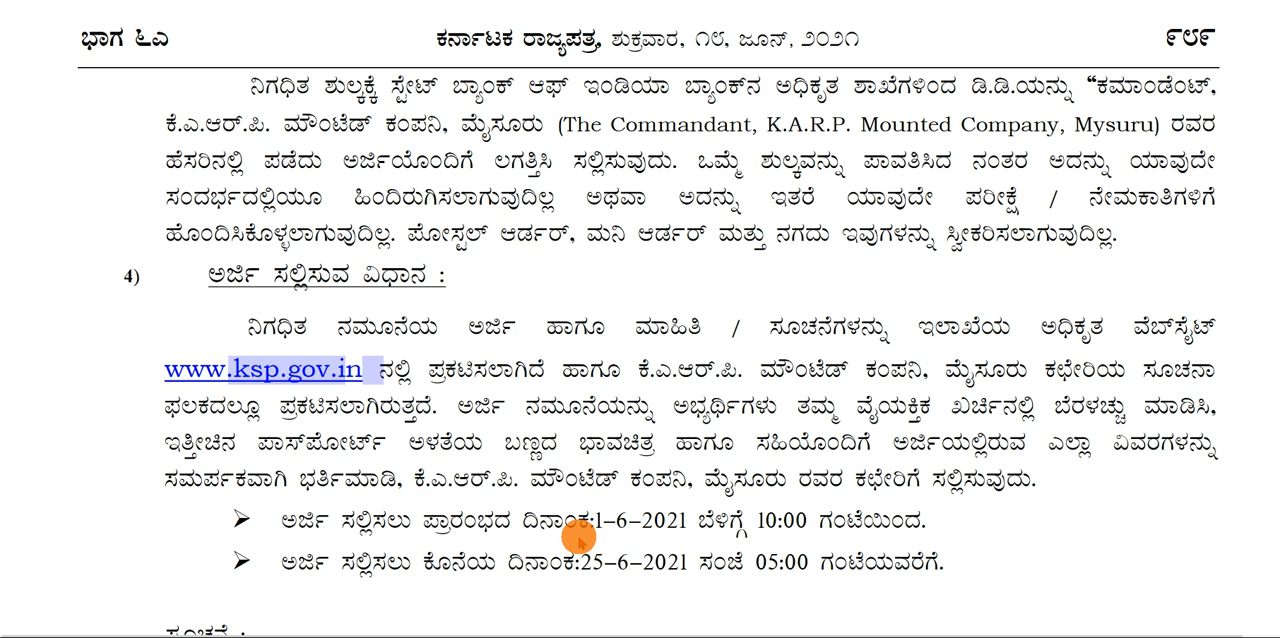 ಭಾಗ ೬ಎ ಕರ್ನಾಟಕ ರಾಜ್ಯಪತ್ರ, ಶುಕ್ರವಾರ, ೧೮, ಜೂನ್, ೨೦೨೧ ೯೮೯
ನಿಗಧಿತ ಶುಲ್ಕಕ್ಕೆ ಸ್ಟೇಟ್ ಬ್ಯಾಂಕ್ ಆಫ್ ಇಂಡಿಯಾ ಬ್ಯಾಂಕ್‌ನ ಅಧಿಕೃತ ಶಾಖೆಗಳಿಂದ ಡಿ.ಡಿ.ಯನ್ನು “ಕಮಾಂಡೆಂಟ್,
ಕೆ.ಎ.ಆರ್.ಪಿ. ಮೌಂಟೆಡ್ ಕಂಪನಿ, ಮೈಸೂರು (The Commandant, K.A.R.P. Mounted Company, Mysuru) ರವರ
ಹೆಸರಿನಲ್ಲಿ ಪಡೆದು ಅರ್ಜಿಯೊಂದಿಗೆ ಲಗತ್ತಿಸಿ ಸಲ್ಲಿಸುವುದು. ಒಮ್ಮೆ ಶುಲ್ಕವನ್ನು ಪಾವತಿಸಿದ ನಂತರ ಅದನ್ನು ಯಾವುದೇ
ಸಂದರ್ಭದಲ್ಲಿಯೂ ಹಿಂದಿರುಗಿಸಲಾಗುವುದಿಲ್ಲ ಅಥವಾ ಅದನ್ನು ಇತರೆ ಯಾವುದೇ ಪರೀಕ್ಷೆ / ನೇಮಕಾತಿಗಳಿಗೆ
ಹೊಂದಿಸಿಕೊಳ್ಳಲಾಗುವುದಿಲ್ಲ. ಪೋಸ್ಟಲ್ ಆರ್ಡರ್, ಮನಿ ಆರ್ಡರ್ ಮತ್ತು ನಗದು ಇವುಗಳನ್ನು ಸ್ವೀಕರಿಸಲಾಗುವುದಿಲ್ಲ.
4) ಅರ್ಜಿ ಸಲ್ಲಿಸುವ ವಿಧಾನ :
ನಿಗಧಿತ ನಮೂನೆಯ ಅರ್ಜಿ ಹಾಗೂ ಮಾಹಿತಿ / ಸೂಚನೆಗಳನ್ನು ಇಲಾಖೆಯ ಅಧಿಕೃತ ವೆಬ್‌ಸೈಟ್
www.ksp.gov.in ನಲ್ಲಿ ಪ್ರಕಟಿಸಲಾಗಿದೆ ಹಾಗೂ ಕೆ.ಎ.ಆರ್.ಪಿ. ಮೌಂಟೆಡ್ ಕಂಪನಿ, ಮೈಸೂರು ಕಛೇರಿಯ ಸೂಚನಾ
ಫಲಕದಲ್ಲೂ ಪ್ರಕಟಿಸಲಾಗಿರುತ್ತದೆ. ಅರ್ಜಿ ನಮೂನೆಯನ್ನು ಅಭ್ಯರ್ಥಿಗಳು ತಮ್ಮ ವೈಯಕ್ತಿಕ ಖರ್ಚಿನಲ್ಲಿ ಬೆರಳಚ್ಚು ಮಾಡಿಸಿ,
ಇತ್ತೀಚಿನ ಪಾಸ್‌ಪೋರ್ಟ್ ಅಳತೆಯ ಬಣ್ಣದ ಭಾವಚಿತ್ರ ಹಾಗೂ ಸಹಿಯೊಂದಿಗೆ ಅರ್ಜಿಯಲ್ಲಿರುವ ಎಲ್ಲಾ ವಿವರಗಳನ್ನು
ಸಮರ್ಪಕವಾಗಿ ಭರ್ತಿಮಾಡಿ, ಕೆ.ಎ.ಆರ್.ಪಿ. ಮೌಂಟೆಡ್ ಕಂಪನಿ, ಮೈಸೂರು ರವರ ಕಛೇರಿಗೆ ಸಲ್ಲಿಸುವುದು.
➢ ಅರ್ಜಿ ಸಲ್ಲಿಸಲು ಪ್ರಾರಂಭದ ದಿನಾಂಕ:1-6-2021 ಬೆಳಿಗ್ಗೆ 10:00 ಗಂಟೆಯಿಂದ.
➢ ಅರ್ಜಿ ಸಲ್ಲಿಸಲು ಕೊನೆಯ ದಿನಾಂಕ:25-6-2021 ಸಂಜೆ 05:00 ಗಂಟೆಯವರೆಗೆ.